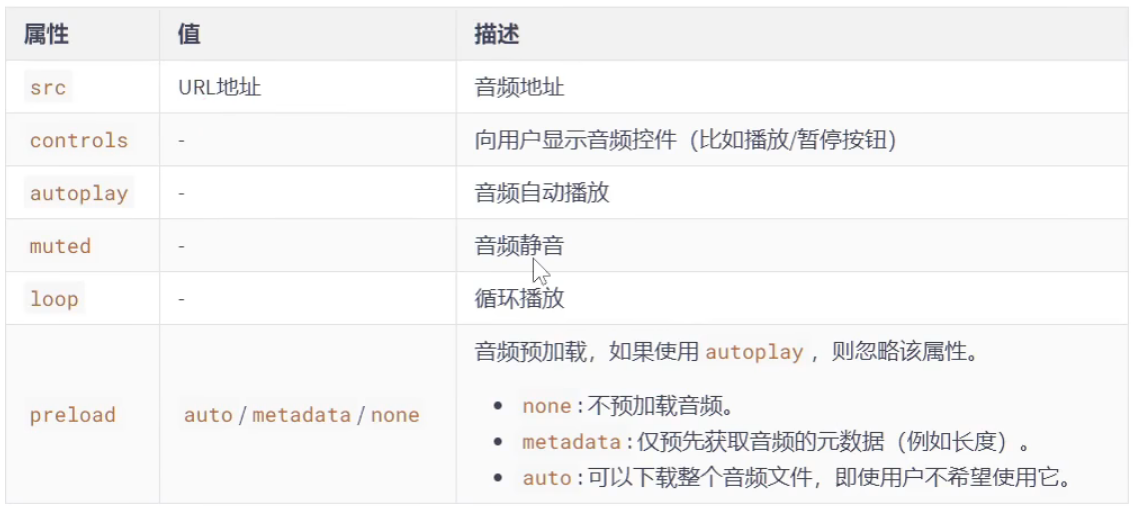 属性 值 描述
src URL地址 音频地址
controls - 向用户显示音频控件（比如播放/暂停按钮）
autoplay - 音频自动播放
muted - 音频静音
loop - 循环播放
音频预加载，如果使用 autoplay ，则忽略该属性。
preload auto / metadata / none
none :不预加载音频。
metadata :仅预先获取音频的元数据（例如长度）。
auto :可以下载整个音频文件，即使用户不希望使用它。